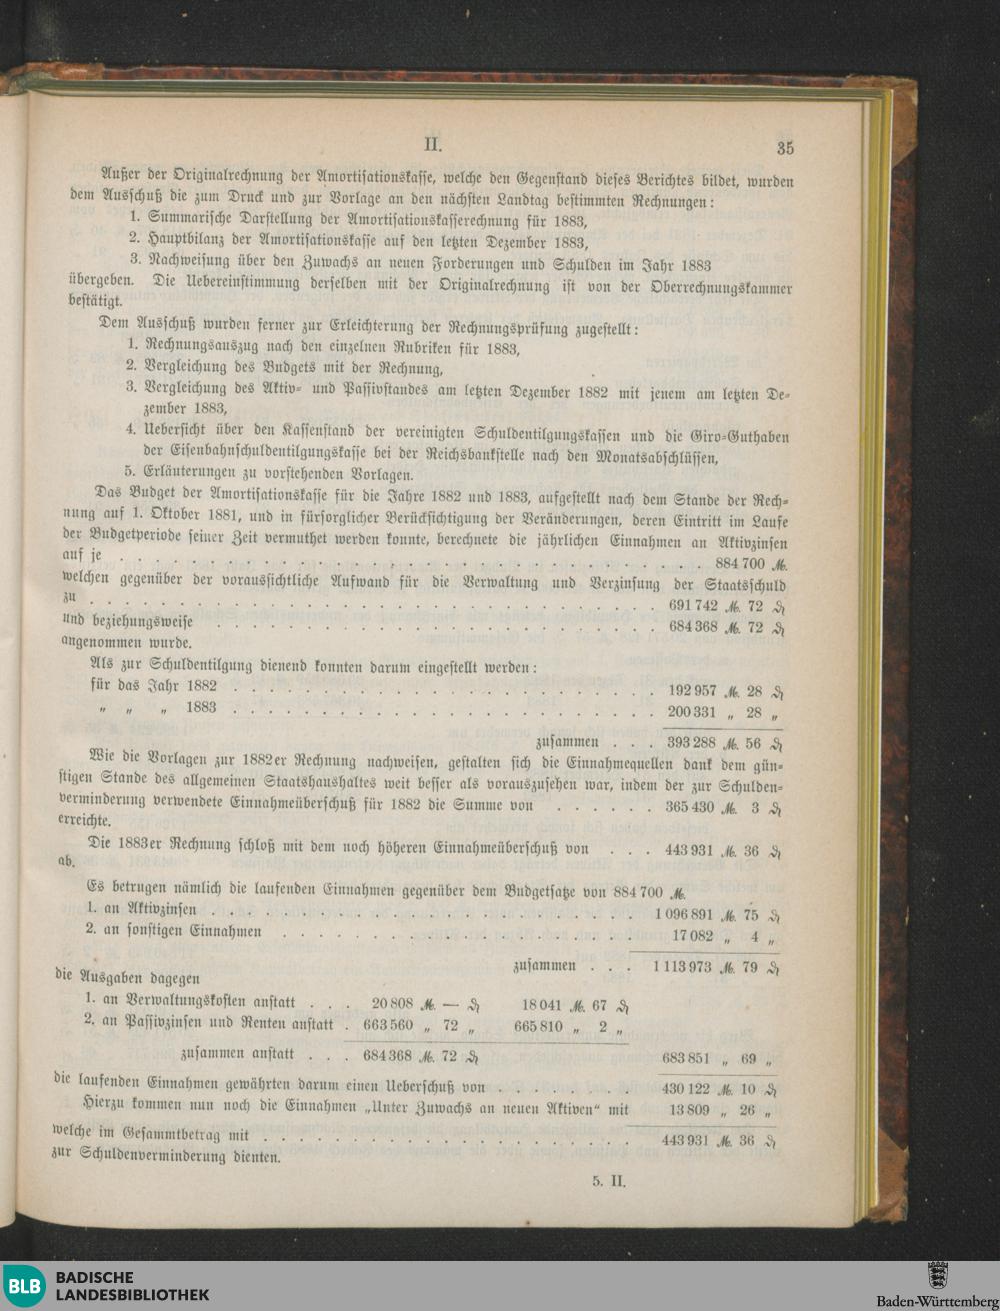 II.
35
Außer der Originalrechnung der Amortisationskasse, welche den Gegenstand dieses Berichtes bildet, wurden
dem Ausschuß die zum Druck und zur Vorlage an den nächsten Landtag bestimmten Rechnungen:
1. Summarische Darstellung der Amortisationskasserechnung für 1883,
2. Hauptbilanz der Amortisationskasse auf den letzten Dezember 1883,
3. Nachweisung über den Zuwachs an neuen Forderungen und Schulden im Jahr 1883
übergeben. Die Uebereinstimmung derselben mit der Originalrechnung ist von der Oberrechnungskammer
bestätigt.
Dem Ausschuß wurden ferner zur Erleichterung der Rechnungsprüfung zugestellt:
1. Rechnungsauszug nach den einzelnen Rubriken für 1883,
2. Vergleichung des Budgets mit der Rechnung,
3. Vergleichung des Aktiv- und Passivstandes am letzten Dezember 1882 mit jenem am letzten De-
zember 1883,
4. Uebersicht über den Kassenstand der vereinigten Schuldentilgungskassen und die Giro-Guthaben
der Eisenbahnschuldentilgungskasse bei der Reichsbankstelle nach den Monatsabschlüssen,
5. Erläuterungen zu vorstehenden Vorlagen.
Das Budget der Amortisationskasse für die Jahre 1882 und 1883, aufgestellt nach dem Stande der Rech-
nung auf 1. Oktober 1881, und in fürsorglicher Berücksichtigung der Veränderungen, deren Eintritt im Laufe
der Budgetperiode seiner Zeit vermuthet werden konnte, berechnete die jährlichen Einnahmen an Aktivzinsen
auf je . . . . . . . . . . 884 700 ℳ.
welchen gegenüber der voraussichtliche Aufwand für die Verwaltung und Verzinsung der Staatsschuld
zu . . . . . . . . . . 691 742 ℳ. 72 ₰
und beziehungsweise . . . . . . . . . . 684 368 ℳ. 72 ₰
angenommen wurde.
Als zur Schuldentilgung dienend konnten darum eingestellt werden:
für das Jahr 1882 . . . . . . . . . . 192 957 ℳ. 28 ₰
„ „ „ 1883 . . . . . . . . . . 200 331 „ 28 „
zusammen . . . 393 288 ℳ. 56 ₰
Wie die Vorlagen zur 1882er Rechnung nachweisen, gestalten sich die Einnahmequellen dank dem gün-
stigen Stande des allgemeinen Staatshaushaltes weit besser als vorauszusehen war, indem der zur Schulden-
verminderung verwendete Einnahmeüberschuß für 1882 die Summe von . . . . . . 365 430 ℳ. 3 ₰
erreichte.
Die 1883er Rechnung schloß mit dem noch höheren Einnahmeüberschuß von . . . 443 931 ℳ. 36 ₰
ab.
Es betrugen nämlich die laufenden Einnahmen gegenüber dem Budgetsatze von 884 700 ℳ.
1. an Aktivzinsen . . . . . . . . . . 1 096 891 ℳ. 75 ₰
2. an sonstigen Einnahmen . . . . . . . . . . 17 082 „ 4 „
zusammen . . . 1 113 973 ℳ. 79 ₰
die Ausgaben dagegen
1. an Verwaltungskosten anstatt . . . 20 808 ℳ. — ₰ 18 041 ℳ. 67 ₰
2. an Passivzinsen und Renten anstatt . 663 560 „ 72 „ 665 810 „ 2 „
zusammen anstatt . . . 684 368 ℳ. 72 ₰ 683 851 „ 69 „
die laufenden Einnahmen gewährten darum einen Ueberschuß von . . . . . . . 430 122 ℳ. 10 ₰
Hierzu kommen nun noch die Einnahmen „Unter Zuwachs an neuen Aktiven“ mit 13 809 „ 26 „
welche im Gesammtbetrag mit . . . . . . . . . . 443 931 ℳ. 36 ₰
zur Schuldenverminderung dienten.
5. II.
BLB
BADISCHE
LANDESBIBLIOTHEK
Baden-Württemberg